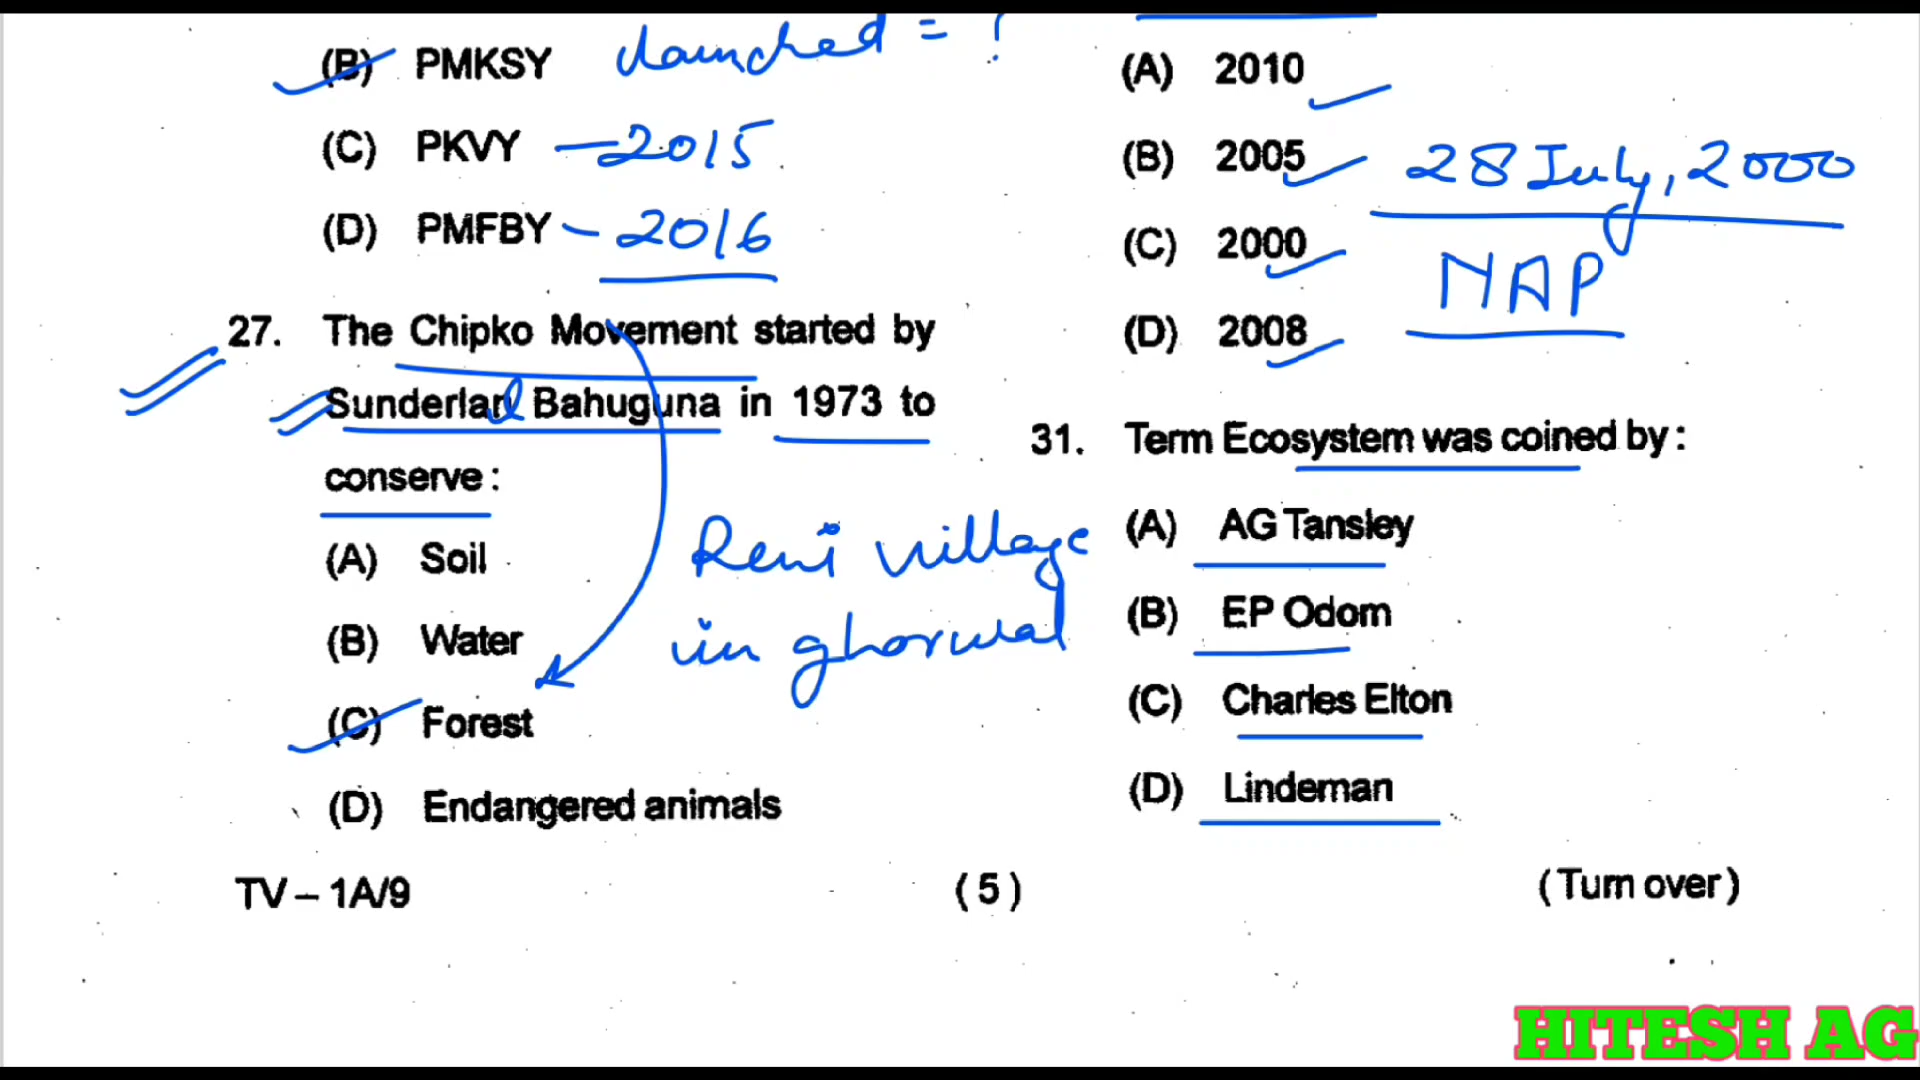 (B) PMKSY launched = ?
(C) PKVY – 2015
(D) PMFBY – 2016
27. The Chipko Movement started by
Sunderlal Bahuguna in 1973 to
conserve :
(A) Soil
(B) Water
(C) Forest
(D) Endangered animals
Reni village
in ghorwal
TV – 1A/9
(A) 2010
(B) 2005
(C) 2000
(D) 2008
28 July, 2000
NAP
31. Term Ecosystem was coined by :
(A) AG Tansley
(B) EP Odom
(C) Charles Elton
(D) Lindeman
( 5 )
( Turn over )
HITESH AG